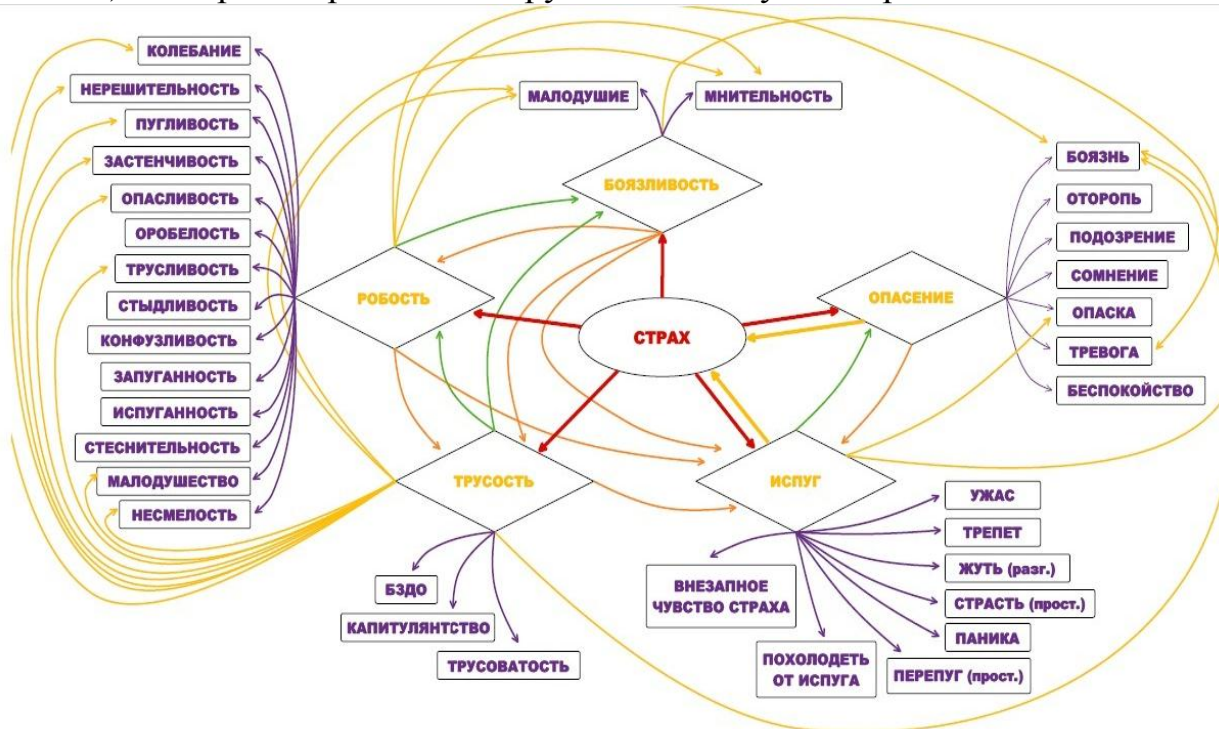 КОЛЕБАНИЕ
НЕРЕШИТЕЛЬНОСТЬ
ПУГЛИВОСТЬ
ЗАСТЕНЧИВОСТЬ
ОПАСЛИВОСТЬ
ОРОБЕЛОСТЬ
ТРУСЛИВОСТЬ
СТЫДЛИВОСТЬ
КОНФУЗЛИВОСТЬ
ЗАПУГАННОСТЬ
ИСПУГАННОСТЬ
СТЕСНИТЕЛЬНОСТЬ
МАЛОДУШЕСТВО
НЕСМЕЛОСТЬ
МАЛОДУШИЕ
МНИТЕЛЬНОСТЬ
БОЯЗЛИВОСТЬ
РОБОСТЬ
СТРАХ
ОПАСЕНИЕ
ТРУСОСТЬ
ИСПУГ
БОЯЗНЬ
ОТОРОПЬ
ПОДОЗРЕНИЕ
СОМНЕНИЕ
ОПАСКА
ТРЕВОГА
БЕСПОКОЙСТВО
БЗДО
КАПИТУЛЯНТСТВО
ТРУСОВАТОСТЬ
ВНЕЗАПНОЕ
ЧУВСТВО СТРАХА
ПОХОЛОДЕТЬ
ОТ ИСПУГА
УЖАС
ТРЕПЕТ
ЖУТЬ (разг.)
СТРАСТЬ (прост.)
ПАНИКА
ПЕРЕПУГ (прост.)